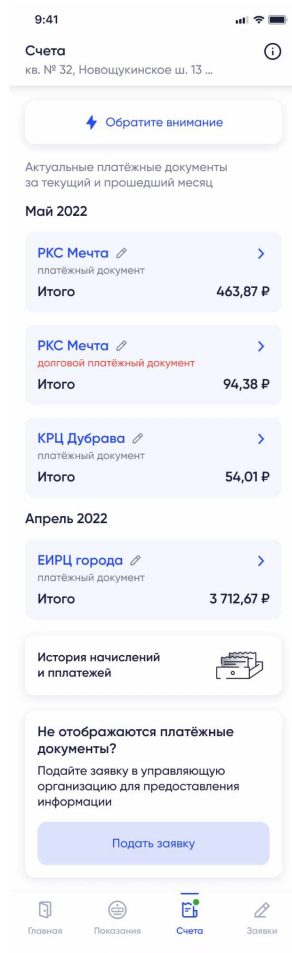 9:41
Счета
кв. № 32, Новощукинское ш. 13 ...
Обратите внимание
Актуальные платёжные документы
за текущий и прошедший месяц
Май 2022
РКС Мечта
платёжный документ
Итого 463,87 ₽
РКС Мечта
долговой платёжный документ
Итого 94,38 ₽
КРЦ Дубрава
платёжный документ
Итого 54,01 ₽
Апрель 2022
ЕИРЦ города
платёжный документ
Итого 3 712,67 ₽
История начислений
и пплатежей
Не отображаются платёжные
документы?
Подайте заявку в управляющую
организацию для предоставления
информации
Подать заявку
Главная Показания Счета Заявки